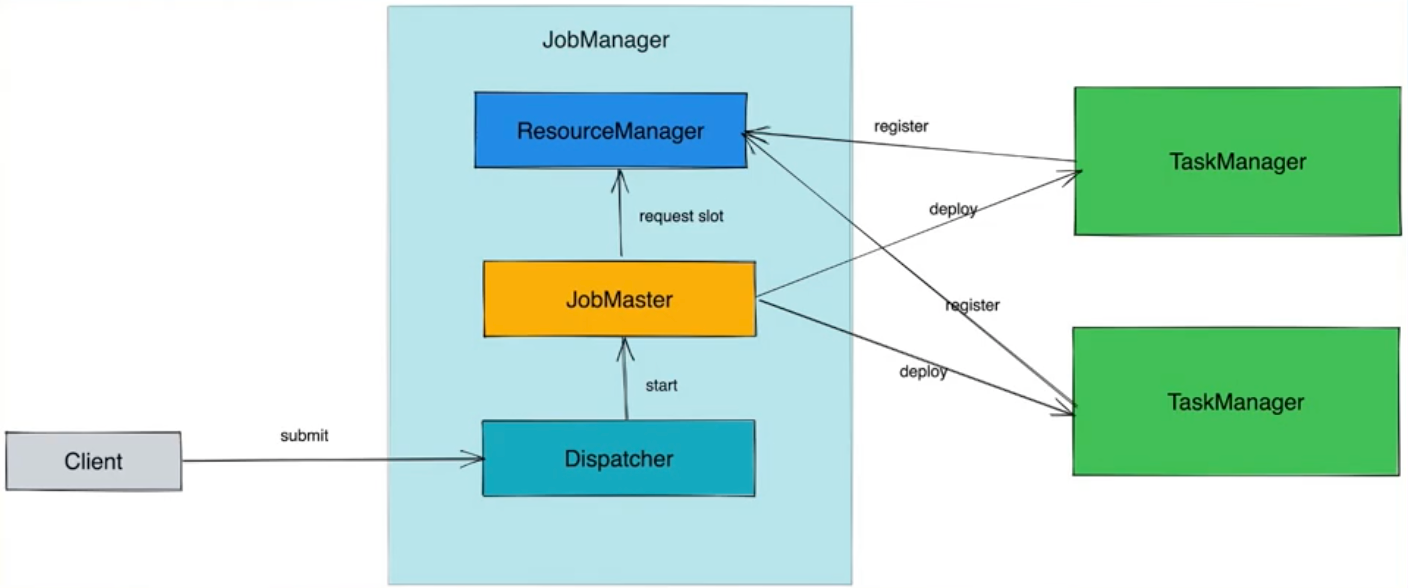 JobManager
ResourceManager
register
TaskManager
deploy
request slot
JobMaster
register
deploy
start
TaskManager
submit
Client
Dispatcher